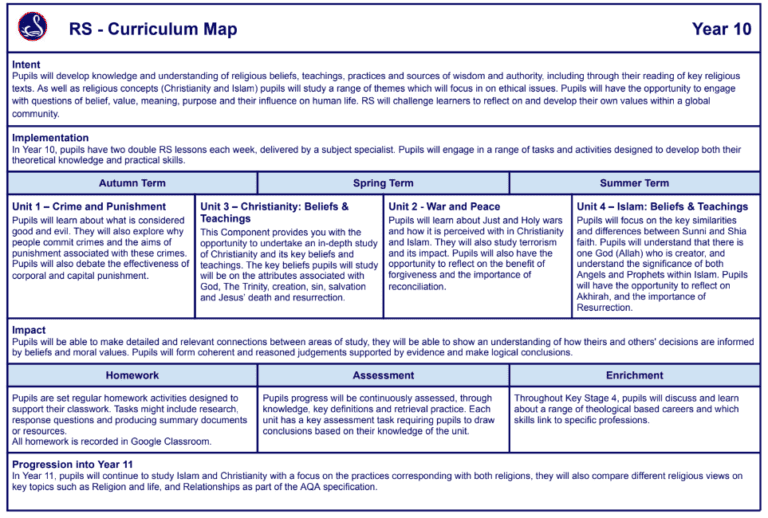 RS - Curriculum Map
Year 10
Intent
Pupils will develop knowledge and understanding of religious beliefs, teachings, practices and sources of wisdom and authority, including through their reading of key religious
texts. As well as religious concepts (Christianity and Islam) pupils will study a range of themes which will focus in on ethical issues. Pupils will have the opportunity to engage
with questions of belief, value, meaning, purpose and their influence on human life. RS will challenge learners to reflect on and develop their own values within a global
community.
Implementation
In Year 10, pupils have two double RS lessons each week, delivered by a subject specialist. Pupils will engage in a range of tasks and activities designed to develop both their
theoretical knowledge and practical skills.
Autumn Term
Spring Term
Summer Term
Unit 1 – Crime and Punishment
Pupils will learn about what is considered
good and evil. They will also explore why
people commit crimes and the aims of
punishment associated with these crimes.
Pupils will also debate the effectiveness of
corporal and capital punishment.
Unit 3 – Christianity: Beliefs &
Teachings
This Component provides you with the
opportunity to undertake an in-depth study
of Christianity and its key beliefs and
teachings. The key beliefs pupils will study
will be on the attributes associated with
God, The Trinity, creation, sin, salvation
and Jesus' death and resurrection.
Unit 2 - War and Peace
Pupils will learn about Just and Holy wars
and how it is perceived with in Christianity
and Islam. They will also study terrorism
and its impact. Pupils will also have the
opportunity to reflect on the benefit of
forgiveness and the importance of
reconciliation.
Unit 4 – Islam: Beliefs & Teachings
Pupils will focus on the key similarities
and differences between Sunni and Shia
faith. Pupils will understand that there is
one God (Allah) who is creator, and
understand the significance of both
Angels and Prophets within Islam. Pupils
will have the opportunity to reflect on
Akhirah, and the importance of
Resurrection.
Impact
Pupils will be able to make detailed and relevant connections between areas of study, they will be able to show an understanding of how theirs and others' decisions are informed
by beliefs and moral values. Pupils will form coherent and reasoned judgements supported by evidence and make logical conclusions.
Homework
Assessment
Enrichment
Pupils are set regular homework activities designed to
support their classwork. Tasks might include research,
response questions and producing summary documents
or resources.
All homework is recorded in Google Classroom.
Pupils progress will be continuously assessed, through
knowledge, key definitions and retrieval practice. Each
unit has a key assessment task requiring pupils to draw
conclusions based on their knowledge of the unit.
Throughout Key Stage 4, pupils will discuss and learn
about a range of theological based careers and which
skills link to specific professions.
Progression into Year 11
In Year 11, pupils will continue to study Islam and Christianity with a focus on the practices corresponding with both religions, they will also compare different religious views on
key topics such as Religion and life, and Relationships as part of the AQA specification.